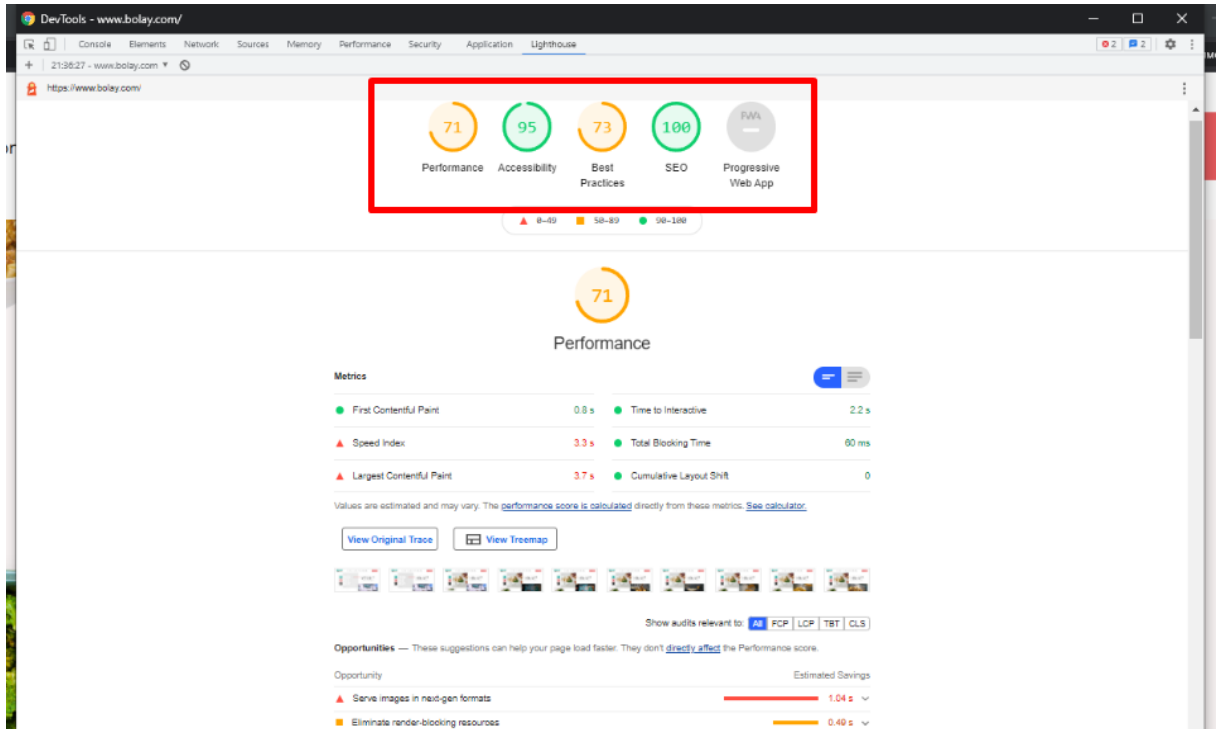 DevTools - www.bolay.com/
Console Elements Network Sources Memory Performance Security Application Lighthouse 2 2
21:36:27 - www.bolay.com
https://www.bolay.com/
71 95 73 100 PWA
Performance Accessibility Best Practices SEO Progressive Web App
0–49 50–89 90–100
71
Performance
Metrics
First Contentful Paint 0.8 s Time to Interactive 2.2 s
Speed Index 3.3 s Total Blocking Time 60 ms
Largest Contentful Paint 3.7 s Cumulative Layout Shift 0
Values are estimated and may vary. The performance score is calculated directly from these metrics. See calculator.
View Original Trace View Treemap
Show audits relevant to: All FCP LCP TBT CLS
Opportunities — These suggestions can help your page load faster. They don't directly affect the Performance score.
Opportunity Estimated Savings
Serve images in next-gen formats 1.04 s
Eliminate render-blocking resources 0.49 s